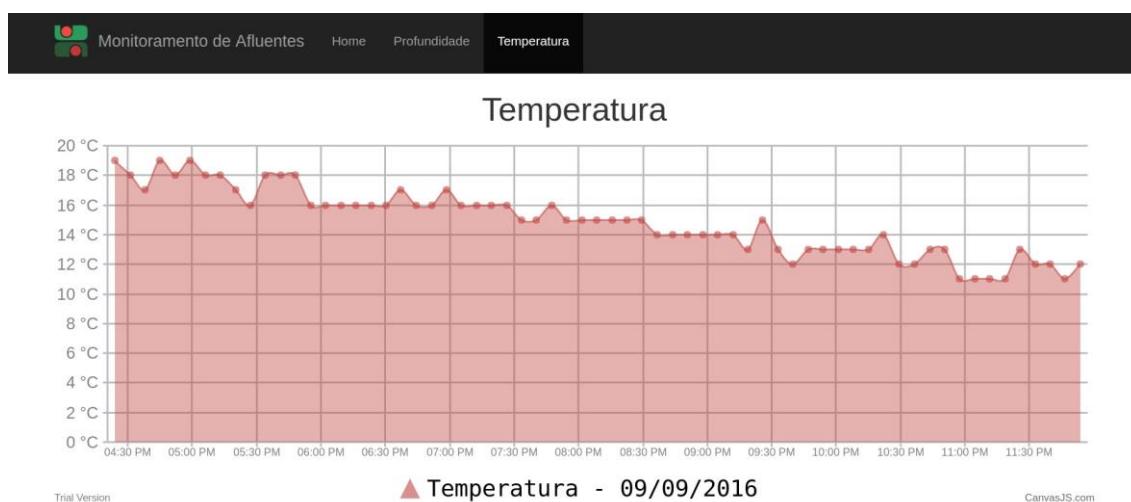 Monitoramento de Afluentes Home Profundidade Temperatura
Temperatura
20 °C
18 °C
16 °C
14 °C
12 °C
10 °C
8 °C
6 °C
4 °C
2 °C
0 °C
04:30 PM 05:00 PM 05:30 PM 06:00 PM 06:30 PM 07:00 PM 07:30 PM 08:00 PM 08:30 PM 09:00 PM 09:30 PM 10:00 PM 10:30 PM 11:00 PM 11:30 PM
Temperatura - 09/09/2016
Trial Version CanvasJS.com